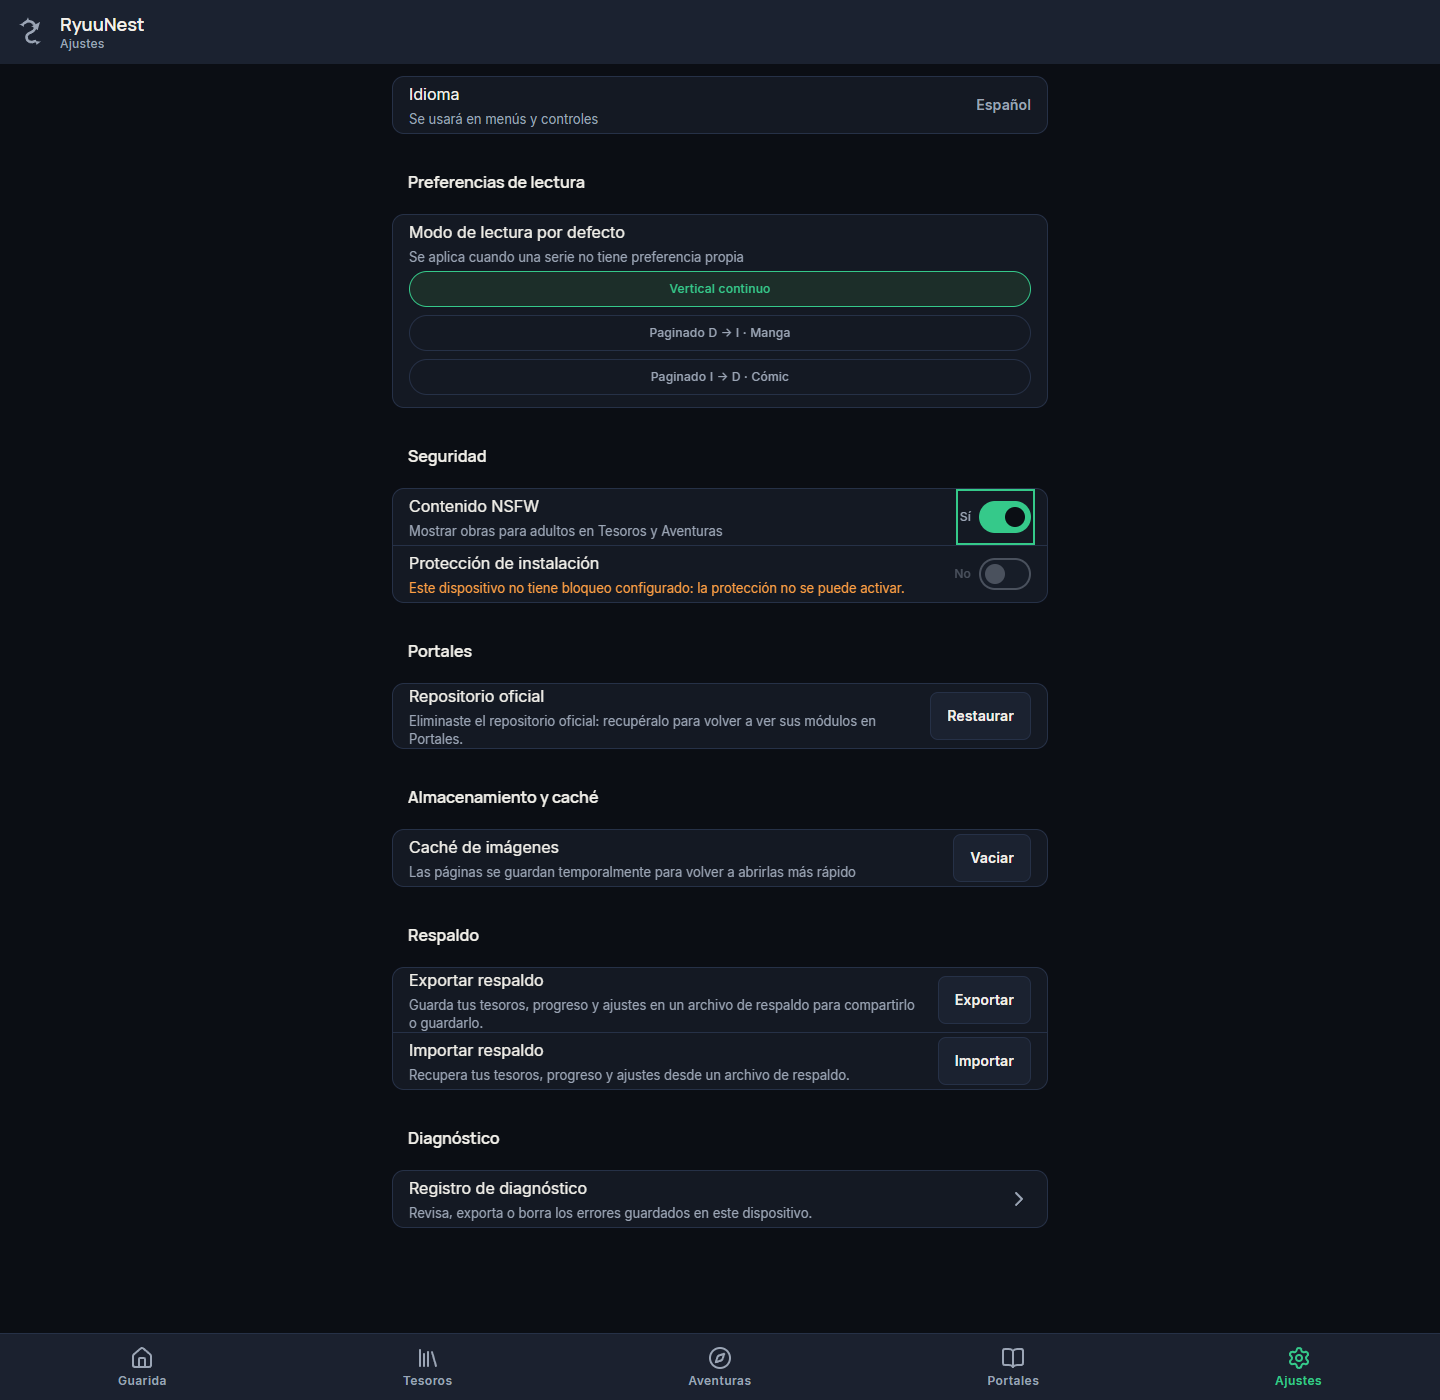 RyuuNest
Ajustes
Idioma
Se usará en menús y controles
Español
Preferencias de lectura
Modo de lectura por defecto
Se aplica cuando una serie no tiene preferencia propia
Vertical continuo
Paginado D → I · Manga
Paginado I → D · Cómic
Seguridad
Contenido NSFW
Mostrar obras para adultos en Tesoros y Aventuras
Sí
Protección de instalación
Este dispositivo no tiene bloqueo configurado: la protección no se puede activar.
No
Portales
Repositorio oficial
Eliminaste el repositorio oficial: recupéralo para volver a ver sus módulos en
Portales.
Restaurar
Almacenamiento y caché
Caché de imágenes
Las páginas se guardan temporalmente para volver a abrirlas más rápido
Vaciar
Respaldo
Exportar respaldo
Guarda tus tesoros, progreso y ajustes en un archivo de respaldo para compartirlo
o guardarlo.
Exportar
Importar respaldo
Recupera tus tesoros, progreso y ajustes desde un archivo de respaldo.
Importar
Diagnóstico
Registro de diagnóstico
Revisa, exporta o borra los errores guardados en este dispositivo.
Guarida
Tesoros
Aventuras
Portales
Ajustes